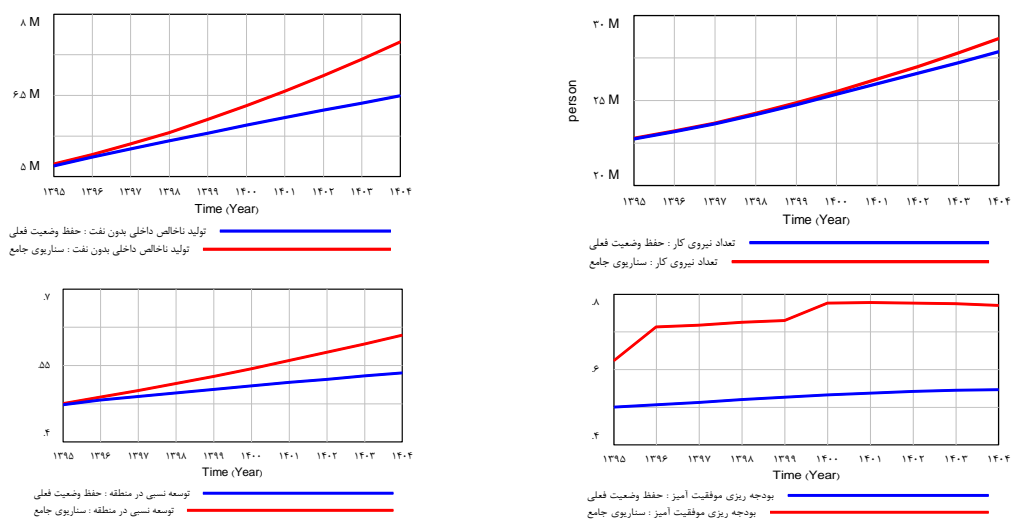 ۸ M
۶.۵ M
۵ M
۱۳۹۵ ۱۳۹۶ ۱۳۹۷ ۱۳۹۸ ۱۳۹۹ ۱۴۰۰ ۱۴۰۱ ۱۴۰۲ ۱۴۰۳ ۱۴۰۴
Time (Year)
تولید ناخالص داخلی بدون نفت : حفظ وضعیت فعلی
تولید ناخالص داخلی بدون نفت : سناریوی جامع
۳۰ M
۲۵ M
۲۰ M
person
۱۳۹۵ ۱۳۹۶ ۱۳۹۷ ۱۳۹۸ ۱۳۹۹ ۱۴۰۰ ۱۴۰۱ ۱۴۰۲ ۱۴۰۳ ۱۴۰۴
Time (Year)
تعداد نیروی کار : حفظ وضعیت فعلی
تعداد نیروی کار : سناریوی جامع
.۷
.۵۵
.۴
۱۳۹۵ ۱۳۹۶ ۱۳۹۷ ۱۳۹۸ ۱۳۹۹ ۱۴۰۰ ۱۴۰۱ ۱۴۰۲ ۱۴۰۳ ۱۴۰۴
Time (Year)
توسعه نسبی در منطقه : حفظ وضعیت فعلی
توسعه نسبی در منطقه : سناریوی جامع
.۸
.۶
.۴
۱۳۹۵ ۱۳۹۶ ۱۳۹۷ ۱۳۹۸ ۱۳۹۹ ۱۴۰۰ ۱۴۰۱ ۱۴۰۲ ۱۴۰۳ ۱۴۰۴
Time (Year)
بودجه ریزی موفقیت آمیز : حفظ وضعیت فعلی
بودجه ریزی موفقیت آمیز : سناریوی جامع